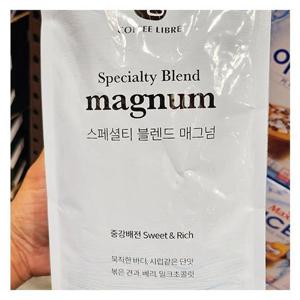 COFFEE LIBRE
Specialty Blend
magnum
스페셜티 블렌드 매그넘
중강배전 Sweet & Rich
묵직한 바디, 시럽같은 단맛
볶은 견과, 베리, 밀크초콜릿